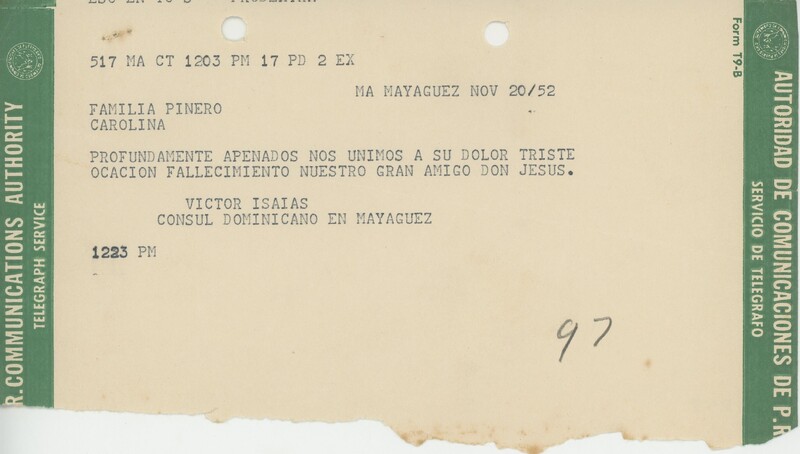 517 MA CT 1203 PM 17 PD 2 EX
MA MAYAGUEZ NOV 20/52
FAMILIA PINERO
CAROLINA
PROFUNDAMENTE APENADOS NOS UNIMOS A SU DOLOR TRISTE
OCACION FALLECIMIENTO NUESTRO GRAN AMIGO DON JESUS.
VICTOR ISAIAS
CONSUL DOMINICANO EN MAYAGUEZ
1223 PM
97
R. COMMUNICATIONS AUTHORITY
TELEGRAPH SERVICE
Form T9-B
AUTORIDAD DE COMUNICACIONES DE P.R
SERVICIO DE TELEGRAFO